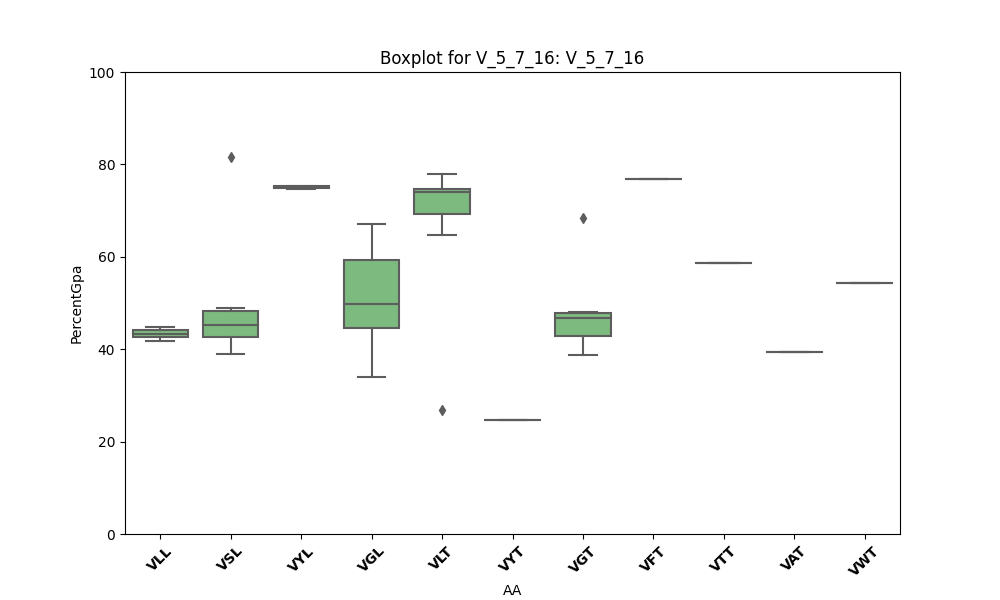 Boxplot for V_5_7_16: V_5_7_16
100
80
60
40
20
0
PercentGpa
VLL VSL VYL VGL VLT VYT VGT VFT VTT VAT VWT
AA